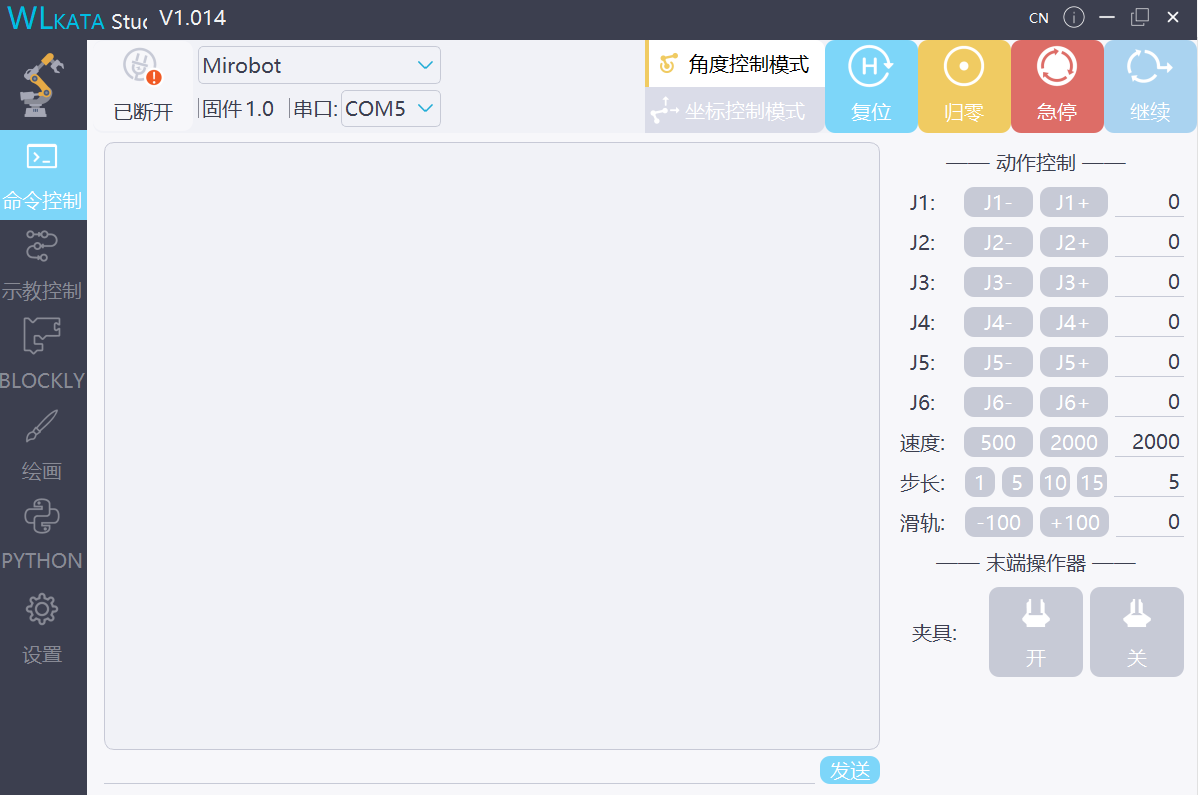 WLKATA Stuc V1.014
CN
已断开
Mirobot
固件 1.0
串口:
COM5
角度控制模式
坐标控制模式
复位
归零
急停
继续
命令控制
示教控制
BLOCKLY
绘画
PYTHON
设置
发送
动作控制
J1: J1- J1+ 0
J2: J2- J2+ 0
J3: J3- J3+ 0
J4: J4- J4+ 0
J5: J5- J5+ 0
J6: J6- J6+ 0
速度: 500 2000 2000
步长: 1 5 10 15 5
滑轨: -100 +100 0
末端操作器
夹具:
开
关